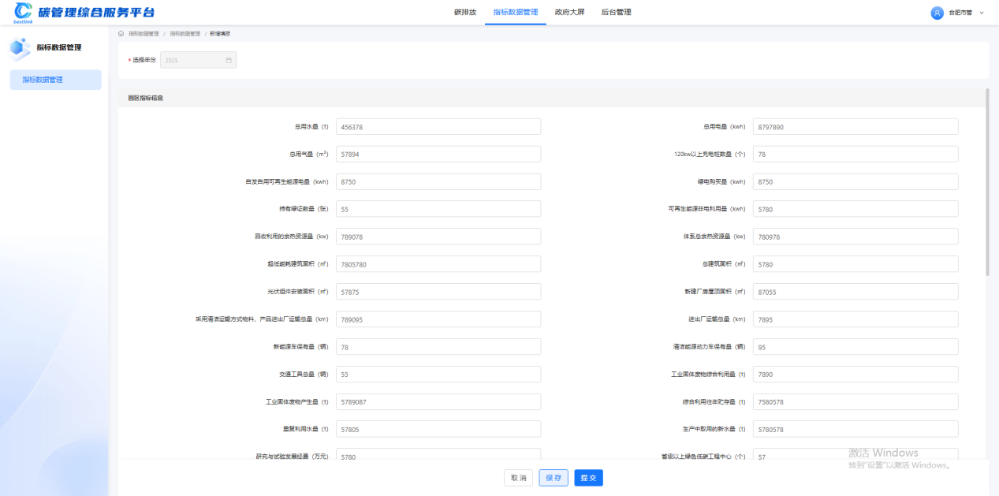 bestlink
碳管理综合服务平台
碳排放 指标数据管理 政府大屏 后台管理
合肥市管
指标数据管理
指标数据管理
指标数据管理 / 指标数据管理 / 新增填报
* 选择年份 2023
园区指标信息
总用水量（t） 456378 总用电量（kwh） 8797890
总用气量（m³） 57894 120kw以上充电桩数量（个） 78
自发自用可再生能源电量（kwh） 8750 绿电购买量（kwh） 8750
持有绿证数量（张） 55 可再生能源非电利用量（kwh） 5780
回收利用的余热资源量（kw） 789078 体系总余热资源量（kw） 780978
超低能耗建筑面积（㎡） 7805780 总建筑面积（㎡） 5780
光伏组件安装面积（㎡） 57875 新建厂房屋顶面积（㎡） 87055
采用清洁运输方式物料、产品进出厂运输总量（km） 789095 进出厂运输总量（km） 7895
新能源车保有量（辆） 78 清洁能源动力车保有量（辆） 95
交通工具总量（辆） 55 工业固体废物综合利用量（t） 7890
工业固体废物产生量（t） 5789087 综合利用往年贮存量（t） 7580578
重复利用水量（t） 57805 生产中取用的新水量（t） 5780578
研究与试验发展经费（万元） 5780 省级以上绿色低碳工程中心（个） 57
激活 Windows
转到"设置"以激活 Windows。
取消 保存 提交